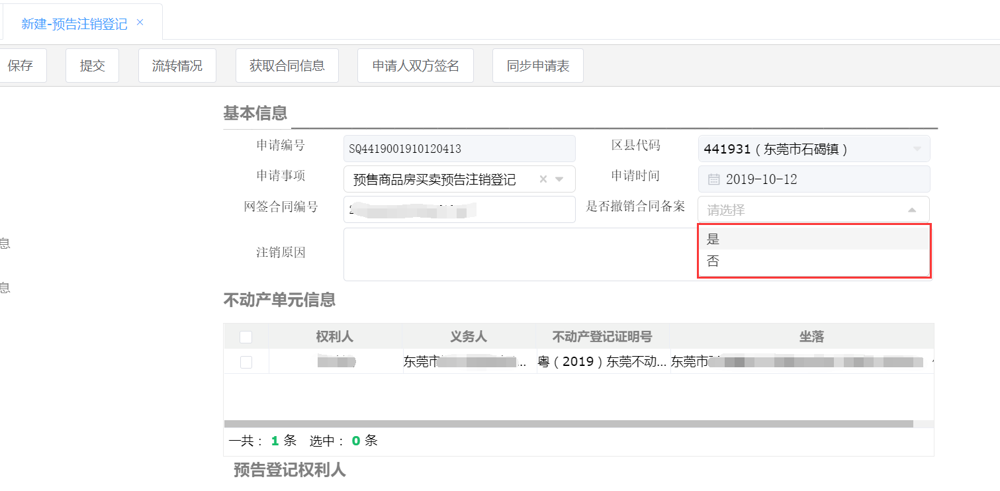 新建-预告注销登记 ×
保存 提交 流转情况 获取合同信息 申请人双方签名 同步申请表
基本信息
申请编号 SQ4419001910120413 区县代码 441931（东莞市石碣镇）
申请事项 预售商品房买卖预告注销登记 × 申请时间 2019-10-12
网签合同编号 是否撤销合同备案 请选择
是
否
注销原因
息
息
不动产单元信息
权利人 义务人 不动产登记证明号 坐落
东莞市 ... 粤（2019）东莞不动... 东莞市
一共： 1 条 选中： 0 条
预告登记权利人